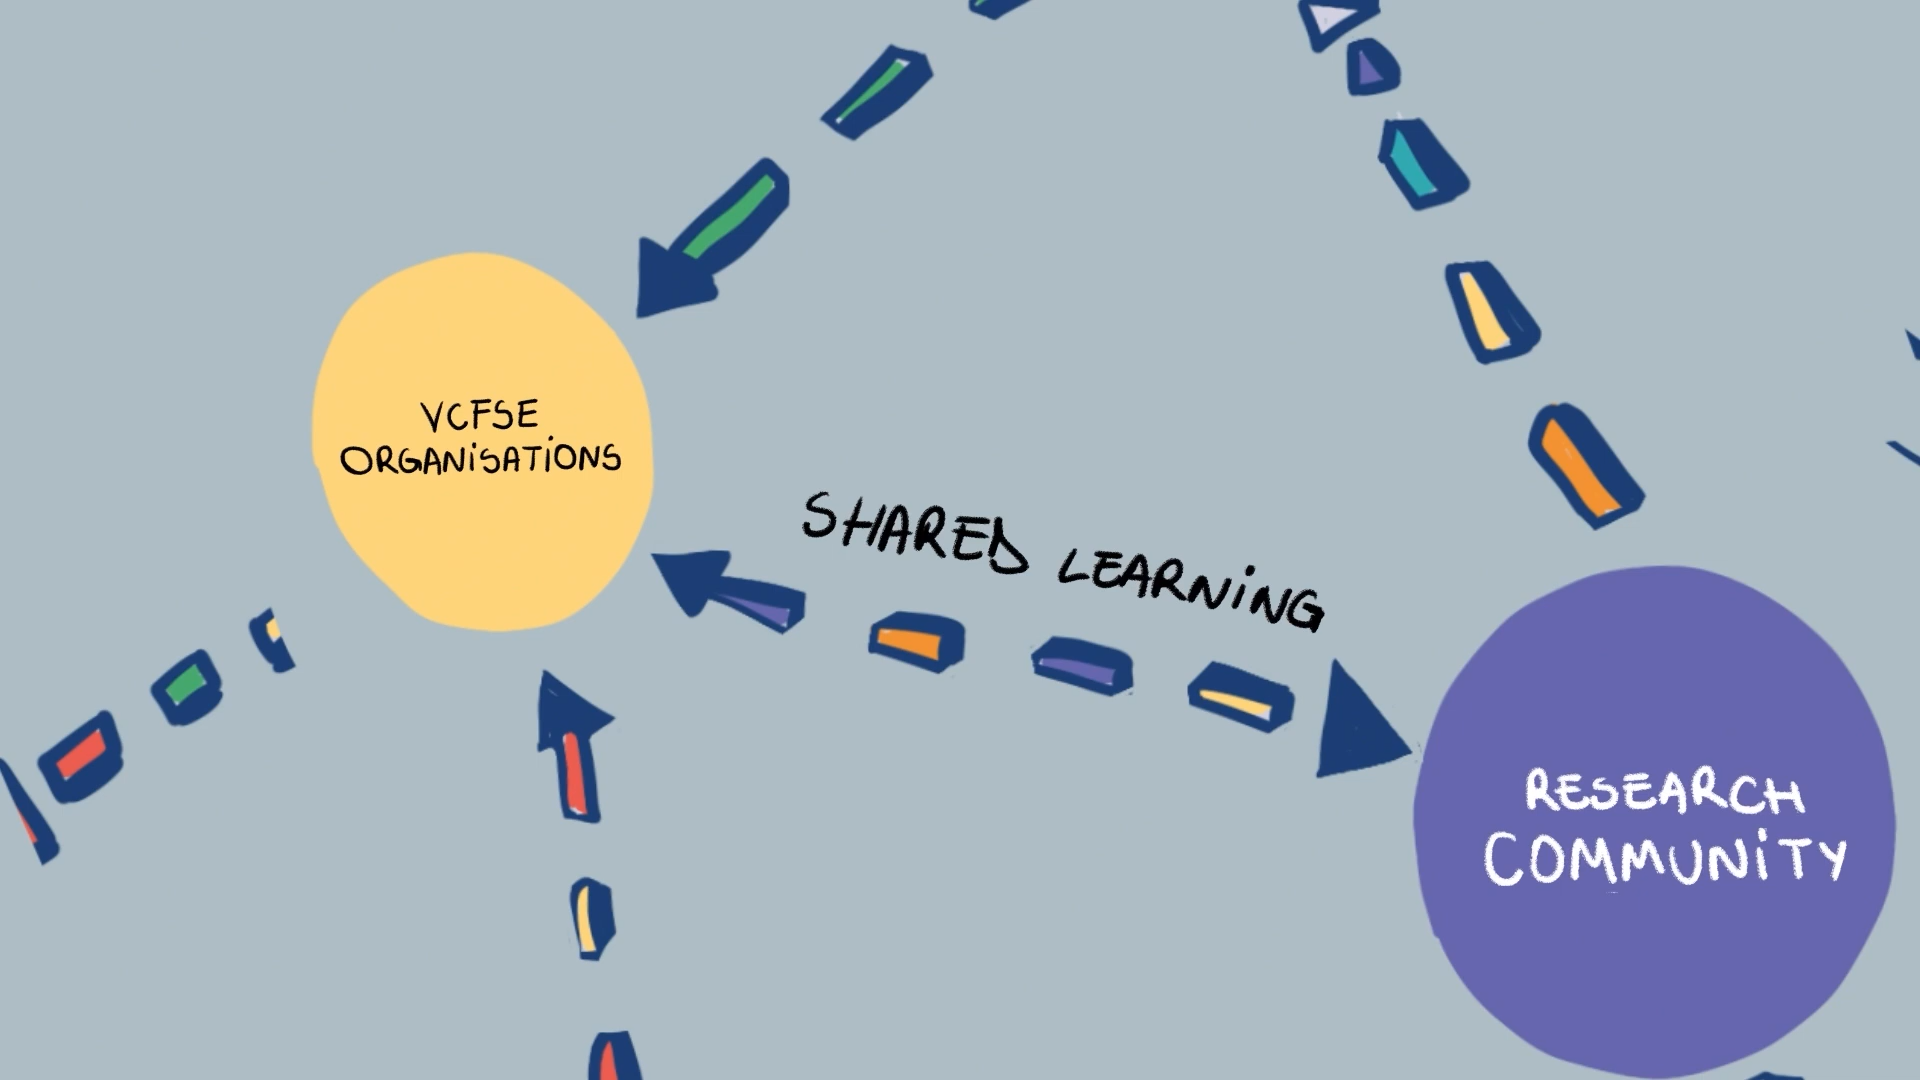 VCFSE
ORGANiSATiONS
SHARED LEARNiNG
RESEARCH
COMMUNiTY